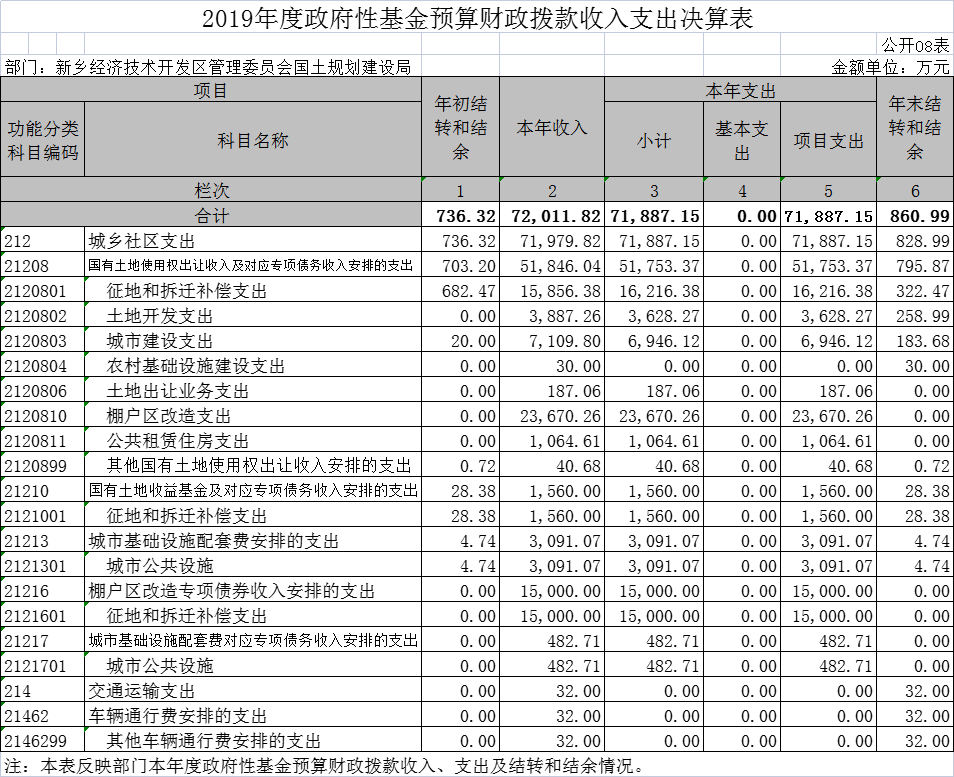 2019年度政府性基金预算财政拨款收入支出决算表
公开08表
部门：新乡经济技术开发区管理委员会国土规划建设局 金额单位：万元
项目 年初结转和结余 本年收入 本年支出 年末结转和结余
功能分类科目编码 科目名称 小计 基本支出 项目支出
栏次 1 2 3 4 5 6
合计 736.32 72,011.82 71,887.15 0.00 71,887.15 860.99
212 城乡社区支出 736.32 71,979.82 71,887.15 0.00 71,887.15 828.99
21208 国有土地使用权出让收入及对应专项债务收入安排的支出 703.20 51,846.04 51,753.37 0.00 51,753.37 795.87
2120801 征地和拆迁补偿支出 682.47 15,856.38 16,216.38 0.00 16,216.38 322.47
2120802 土地开发支出 0.00 3,887.26 3,628.27 0.00 3,628.27 258.99
2120803 城市建设支出 20.00 7,109.80 6,946.12 0.00 6,946.12 183.68
2120804 农村基础设施建设支出 0.00 30.00 0.00 0.00 0.00 30.00
2120806 土地出让业务支出 0.00 187.06 187.06 0.00 187.06 0.00
2120810 棚户区改造支出 0.00 23,670.26 23,670.26 0.00 23,670.26 0.00
2120811 公共租赁住房支出 0.00 1,064.61 1,064.61 0.00 1,064.61 0.00
2120899 其他国有土地使用权出让收入安排的支出 0.72 40.68 40.68 0.00 40.68 0.72
21210 国有土地收益基金及对应专项债务收入安排的支出 28.38 1,560.00 1,560.00 0.00 1,560.00 28.38
2121001 征地和拆迁补偿支出 28.38 1,560.00 1,560.00 0.00 1,560.00 28.38
21213 城市基础设施配套费安排的支出 4.74 3,091.07 3,091.07 0.00 3,091.07 4.74
2121301 城市公共设施 4.74 3,091.07 3,091.07 0.00 3,091.07 4.74
21216 棚户区改造专项债券收入安排的支出 0.00 15,000.00 15,000.00 0.00 15,000.00 0.00
2121601 征地和拆迁补偿支出 0.00 15,000.00 15,000.00 0.00 15,000.00 0.00
21217 城市基础设施配套费对应专项债务收入安排的支出 0.00 482.71 482.71 0.00 482.71 0.00
2121701 城市公共设施 0.00 482.71 482.71 0.00 482.71 0.00
214 交通运输支出 0.00 32.00 0.00 0.00 0.00 32.00
21462 车辆通行费安排的支出 0.00 32.00 0.00 0.00 0.00 32.00
2146299 其他车辆通行费安排的支出 0.00 32.00 0.00 0.00 0.00 32.00
注：本表反映部门本年度政府性基金预算财政拨款收入、支出及结转和结余情况。